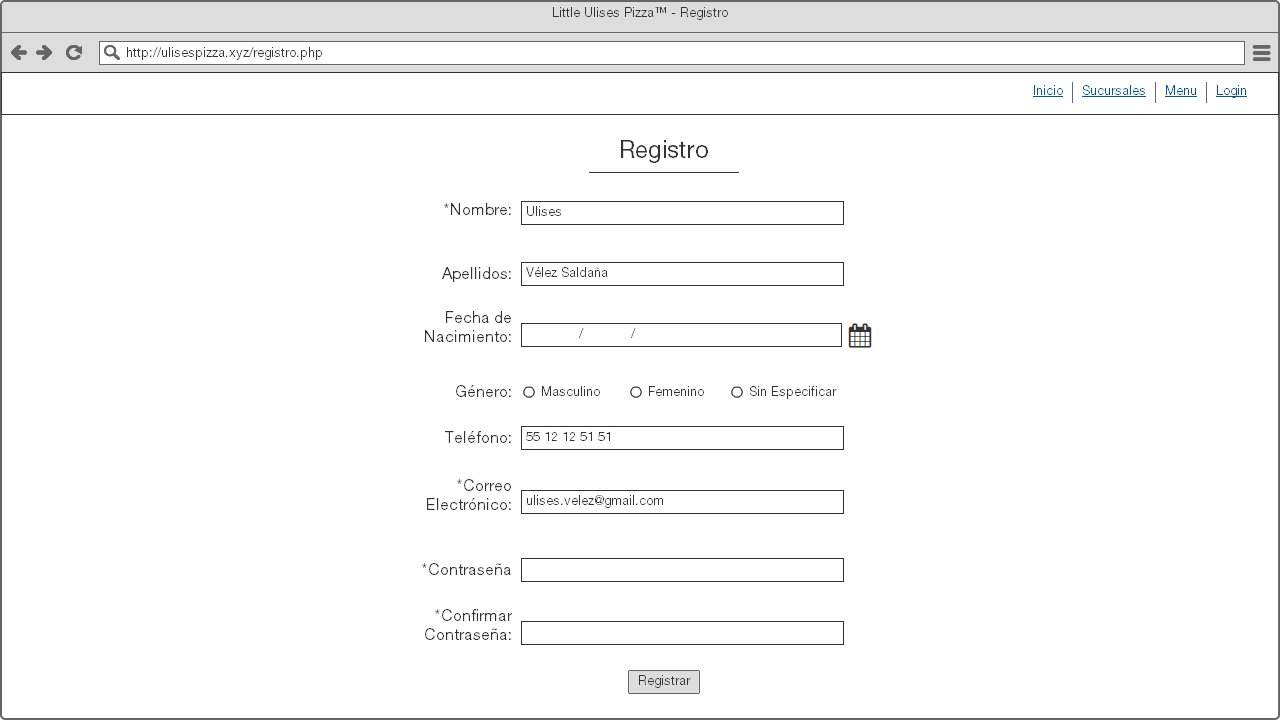 Little Ulises Pizza™ - Registro
http://ulisespizza.xyz/registro.php
Inicio Sucursales Menu Login
Registro
*Nombre: Ulises
Apellidos: Vélez Saldaña
Fecha de
Nacimiento: / /
Género: Masculino Femenino Sin Especificar
Teléfono: 55 12 12 51 51
*Correo
Electrónico: ulises.velez@gmail.com
*Contraseña
*Confirmar
Contraseña:
Registrar